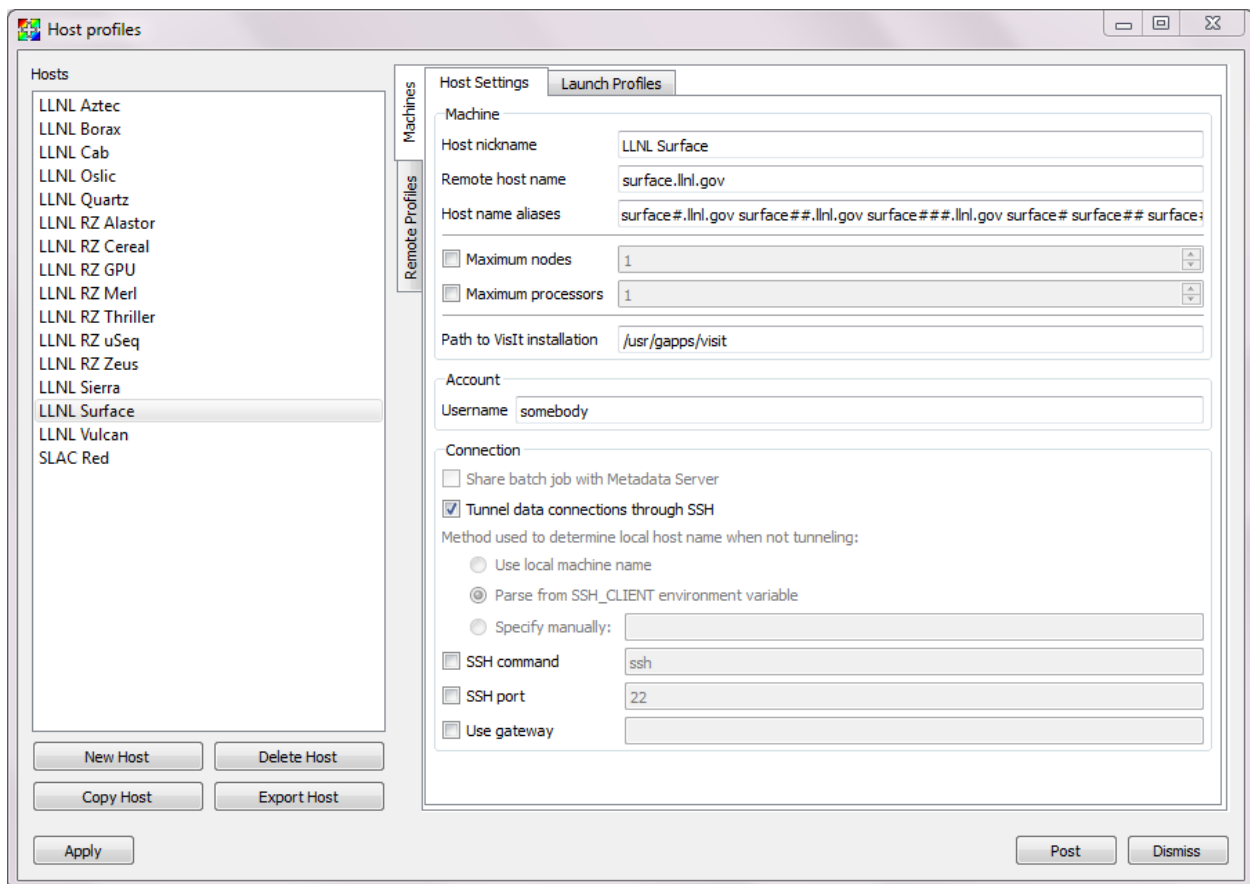 Host profiles
Hosts
LLNL Aztec
LLNL Borax
LLNL Cab
LLNL Oslic
LLNL Quartz
LLNL RZ Alastor
LLNL RZ Cereal
LLNL RZ GPU
LLNL RZ Merl
LLNL RZ Thriller
LLNL RZ uSeq
LLNL RZ Zeus
LLNL Sierra
LLNL Surface
LLNL Vulcan
SLAC Red
New Host Delete Host
Copy Host Export Host
Machines
Remote Profiles
Host Settings Launch Profiles
Machine
Host nickname LLNL Surface
Remote host name surface.llnl.gov
Host name aliases surface#.llnl.gov surface##.llnl.gov surface###.llnl.gov surface# surface## surface#
Maximum nodes 1
Maximum processors 1
Path to VisIt installation /usr/gapps/visit
Account
Username somebody
Connection
Share batch job with Metadata Server
Tunnel data connections through SSH
Method used to determine local host name when not tunneling:
Use local machine name
Parse from SSH_CLIENT environment variable
Specify manually:
SSH command ssh
SSH port 22
Use gateway
Apply Post Dismiss